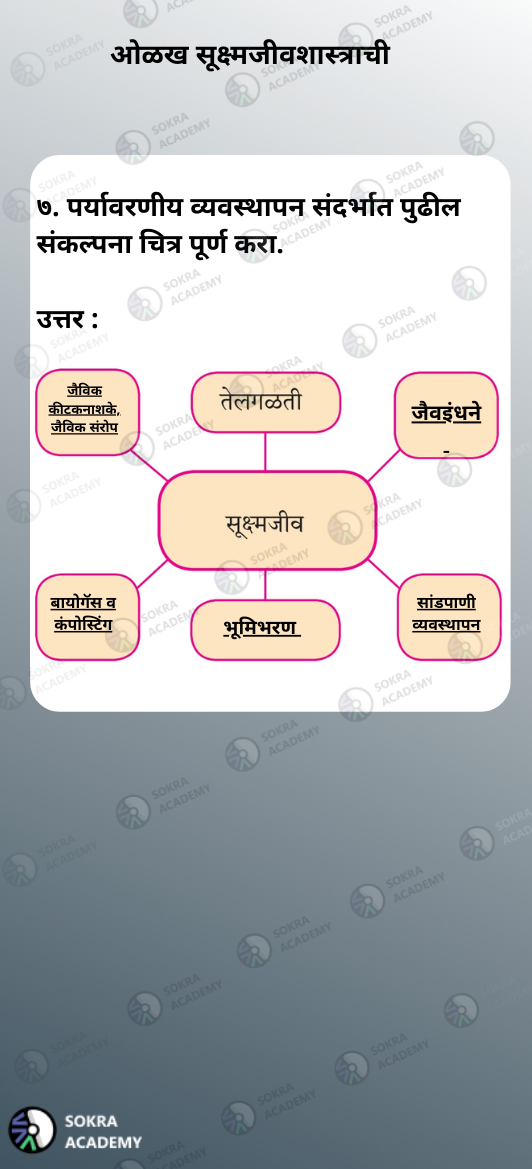 ओळख सूक्ष्मजीवशास्त्राची
७. पर्यावरणीय व्यवस्थापन संदर्भात पुढील
संकल्पना चित्र पूर्ण करा.
उत्तर :
जैविक
कीटकनाशके,
जैविक संरोप
तेलगळती
जैवइंधने
-
सूक्ष्मजीव
बायोगॅस व
कंपोस्टिंग
भूमिभरण
सांडपाणी
व्यवस्थापन
SOKRA
ACADEMY